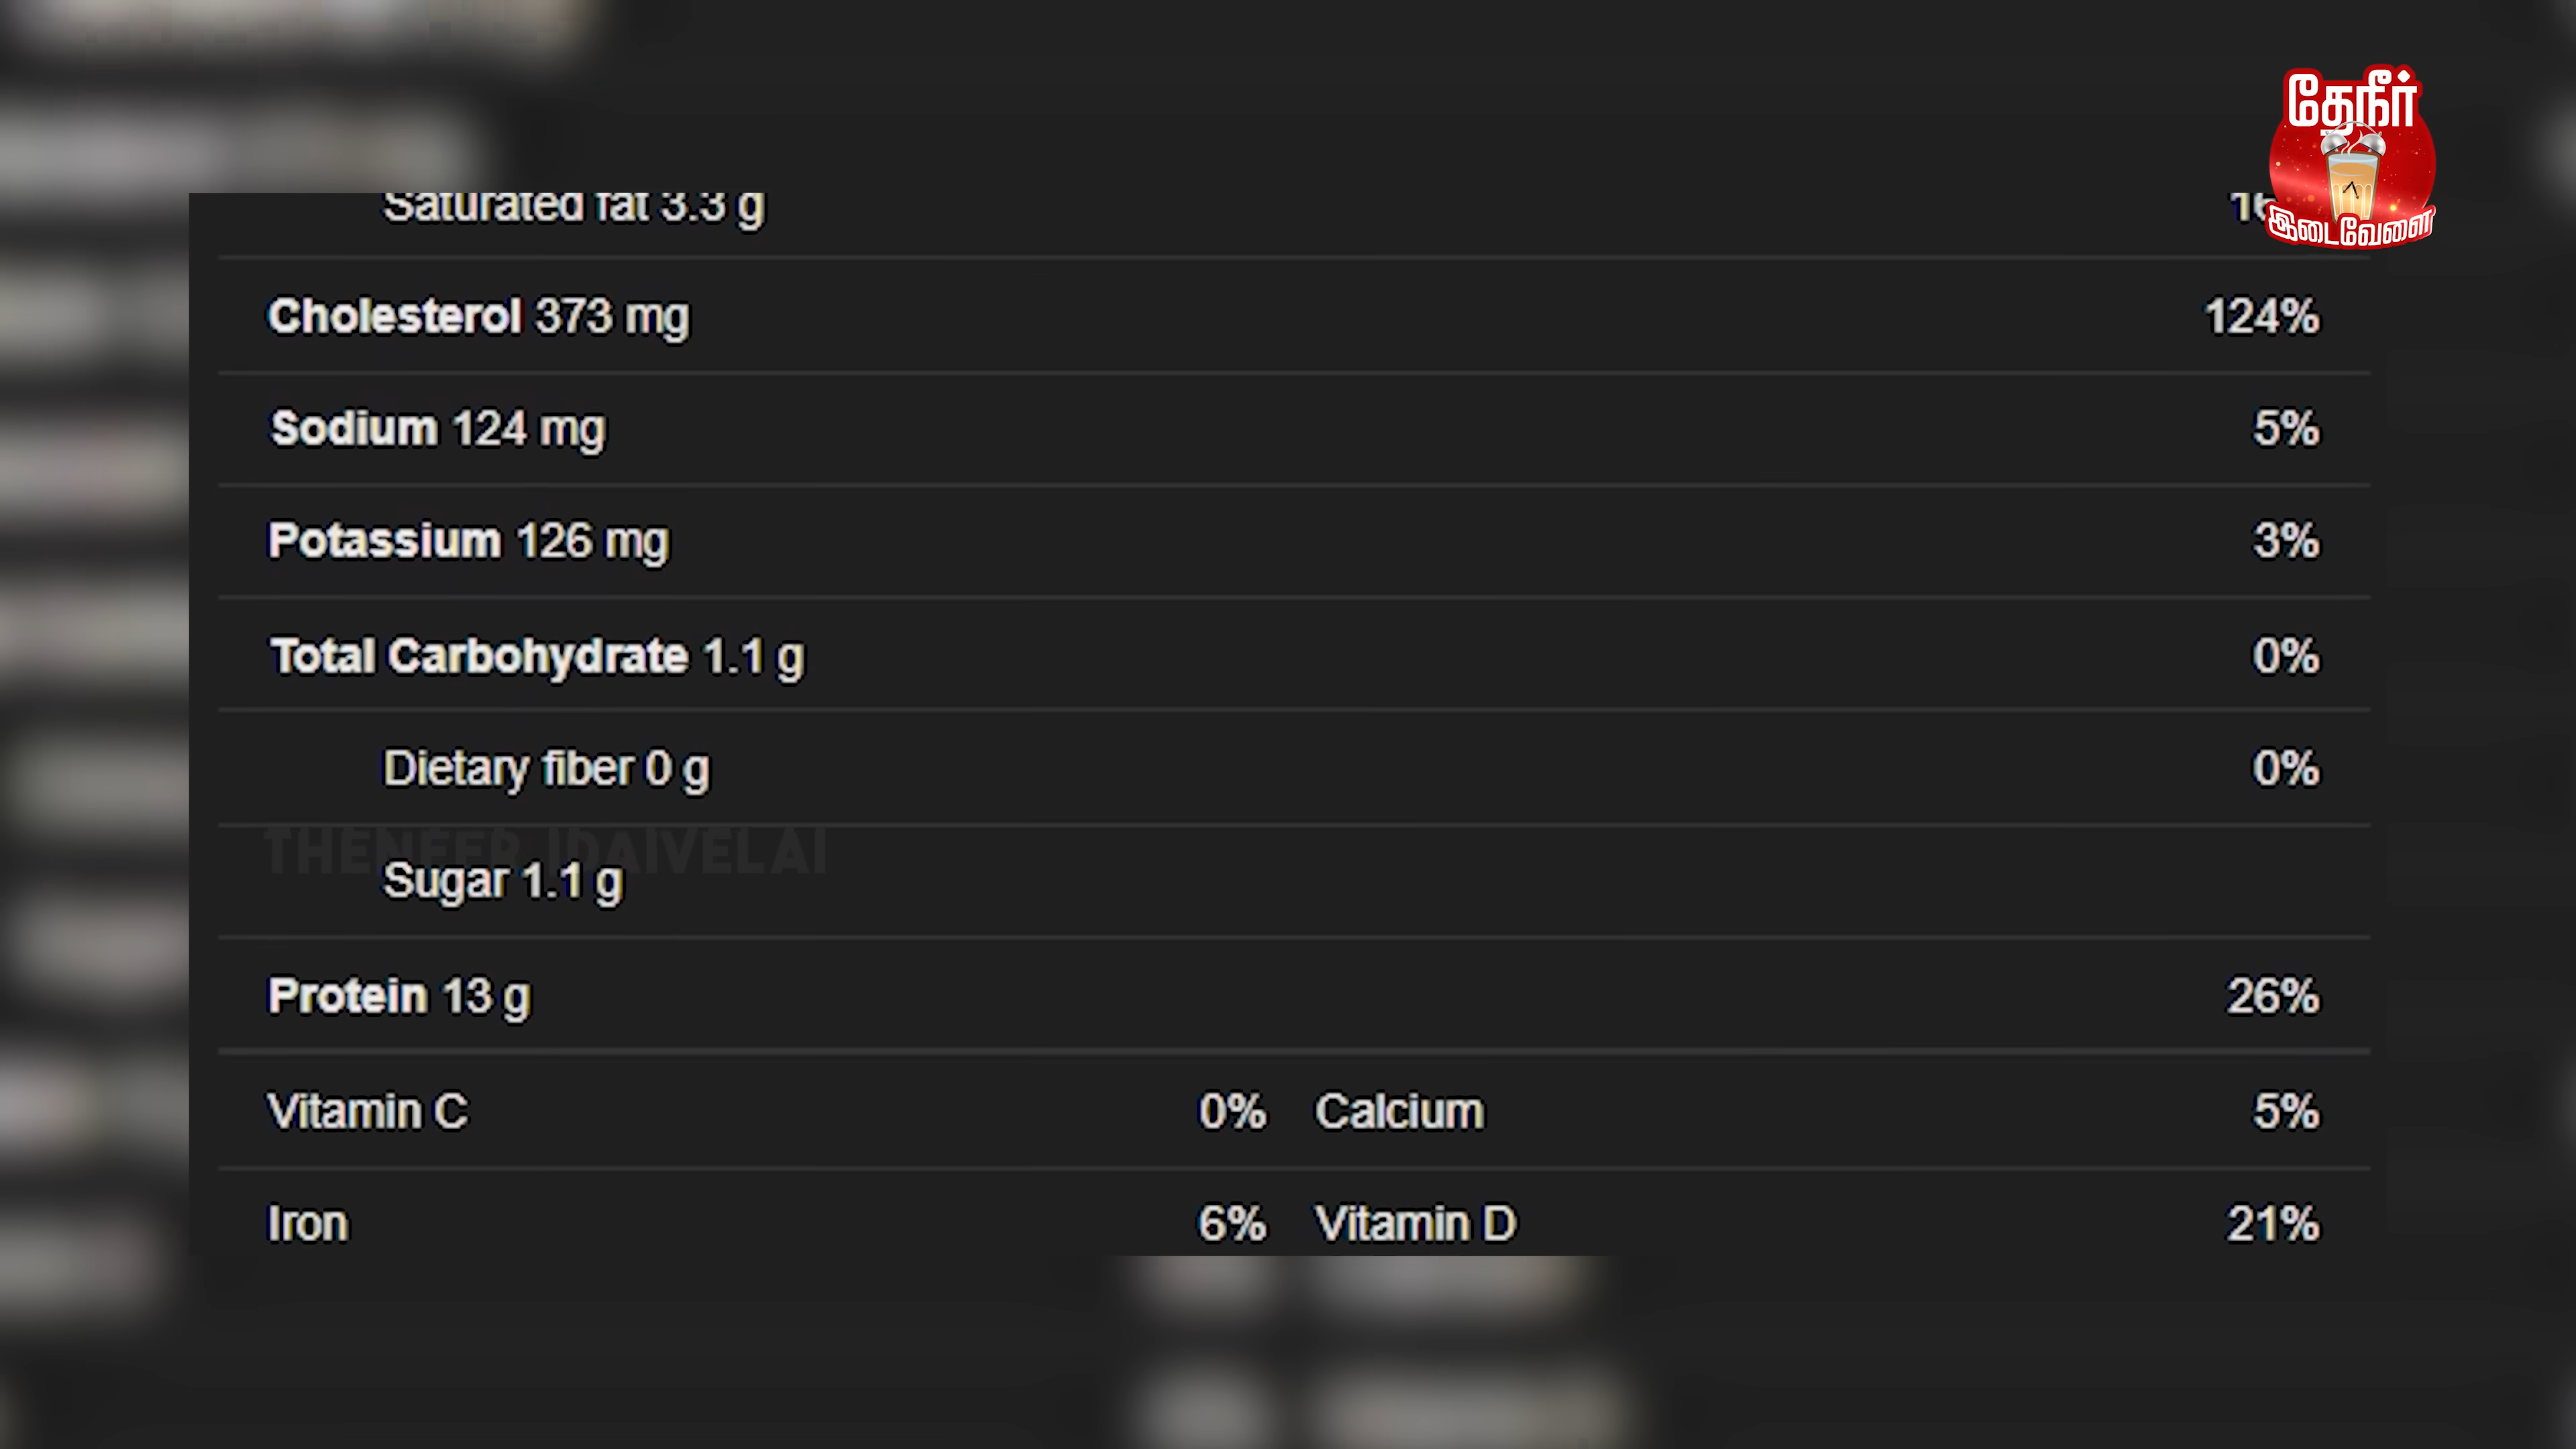 தேநீர்
இடைவேளை
Saturated fat 3.3 g
Cholesterol 373 mg 124%
Sodium 124 mg 5%
Potassium 126 mg 3%
Total Carbohydrate 1.1 g 0%
Dietary fiber 0 g 0%
THENEER IDAIVELAI
Sugar 1.1 g
Protein 13 g 26%
Vitamin C 0% Calcium 5%
Iron 6% Vitamin D 21%